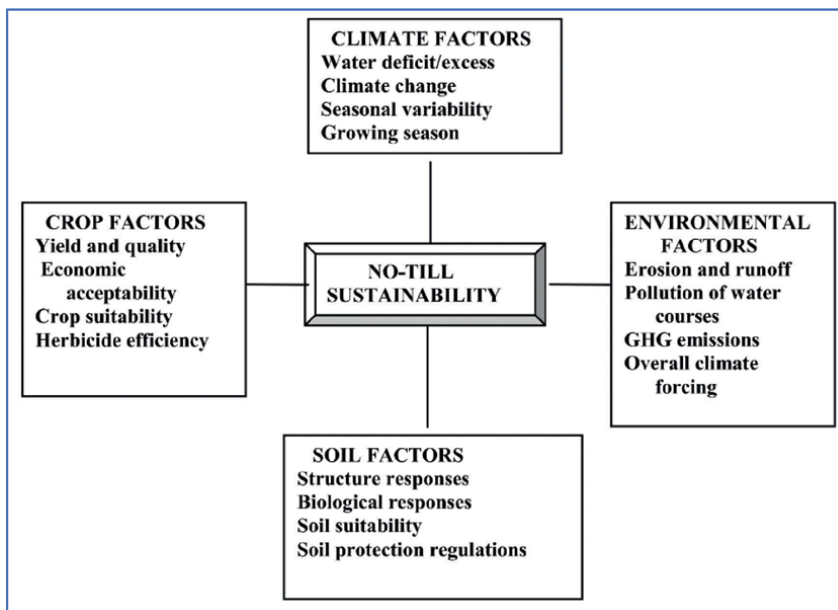 CLIMATE FACTORS
Water deficit/excess
Climate change
Seasonal variability
Growing season
CROP FACTORS
Yield and quality
Economic
acceptability
Crop suitability
Herbicide efficiency
NO-TILL
SUSTAINABILITY
ENVIRONMENTAL
FACTORS
Erosion and runoff
Pollution of water
courses
GHG emissions
Overall climate
forcing
SOIL FACTORS
Structure responses
Biological responses
Soil suitability
Soil protection regulations